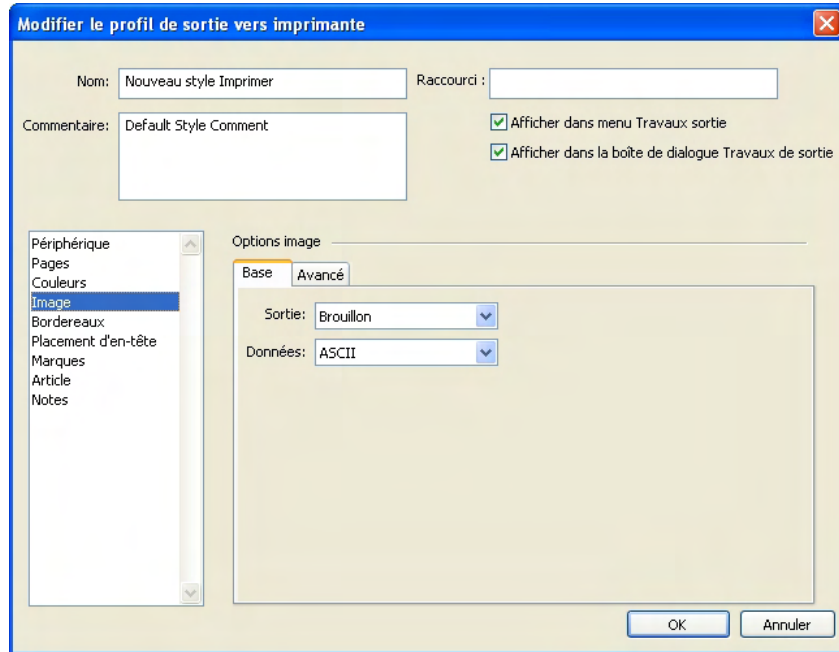 Modifier le profil de sortie vers imprimante
Nom: Nouveau style Imprimer
Raccourci :
Commentaire: Default Style Comment
Afficher dans menu Travaux sortie
Afficher dans la boîte de dialogue Travaux de sortie
Périphérique
Pages
Couleurs
Image
Bordereaux
Placement d'en-tête
Marques
Article
Notes
Options image
Base Avancé
Sortie: Brouillon
Données: ASCII
OK Annuler